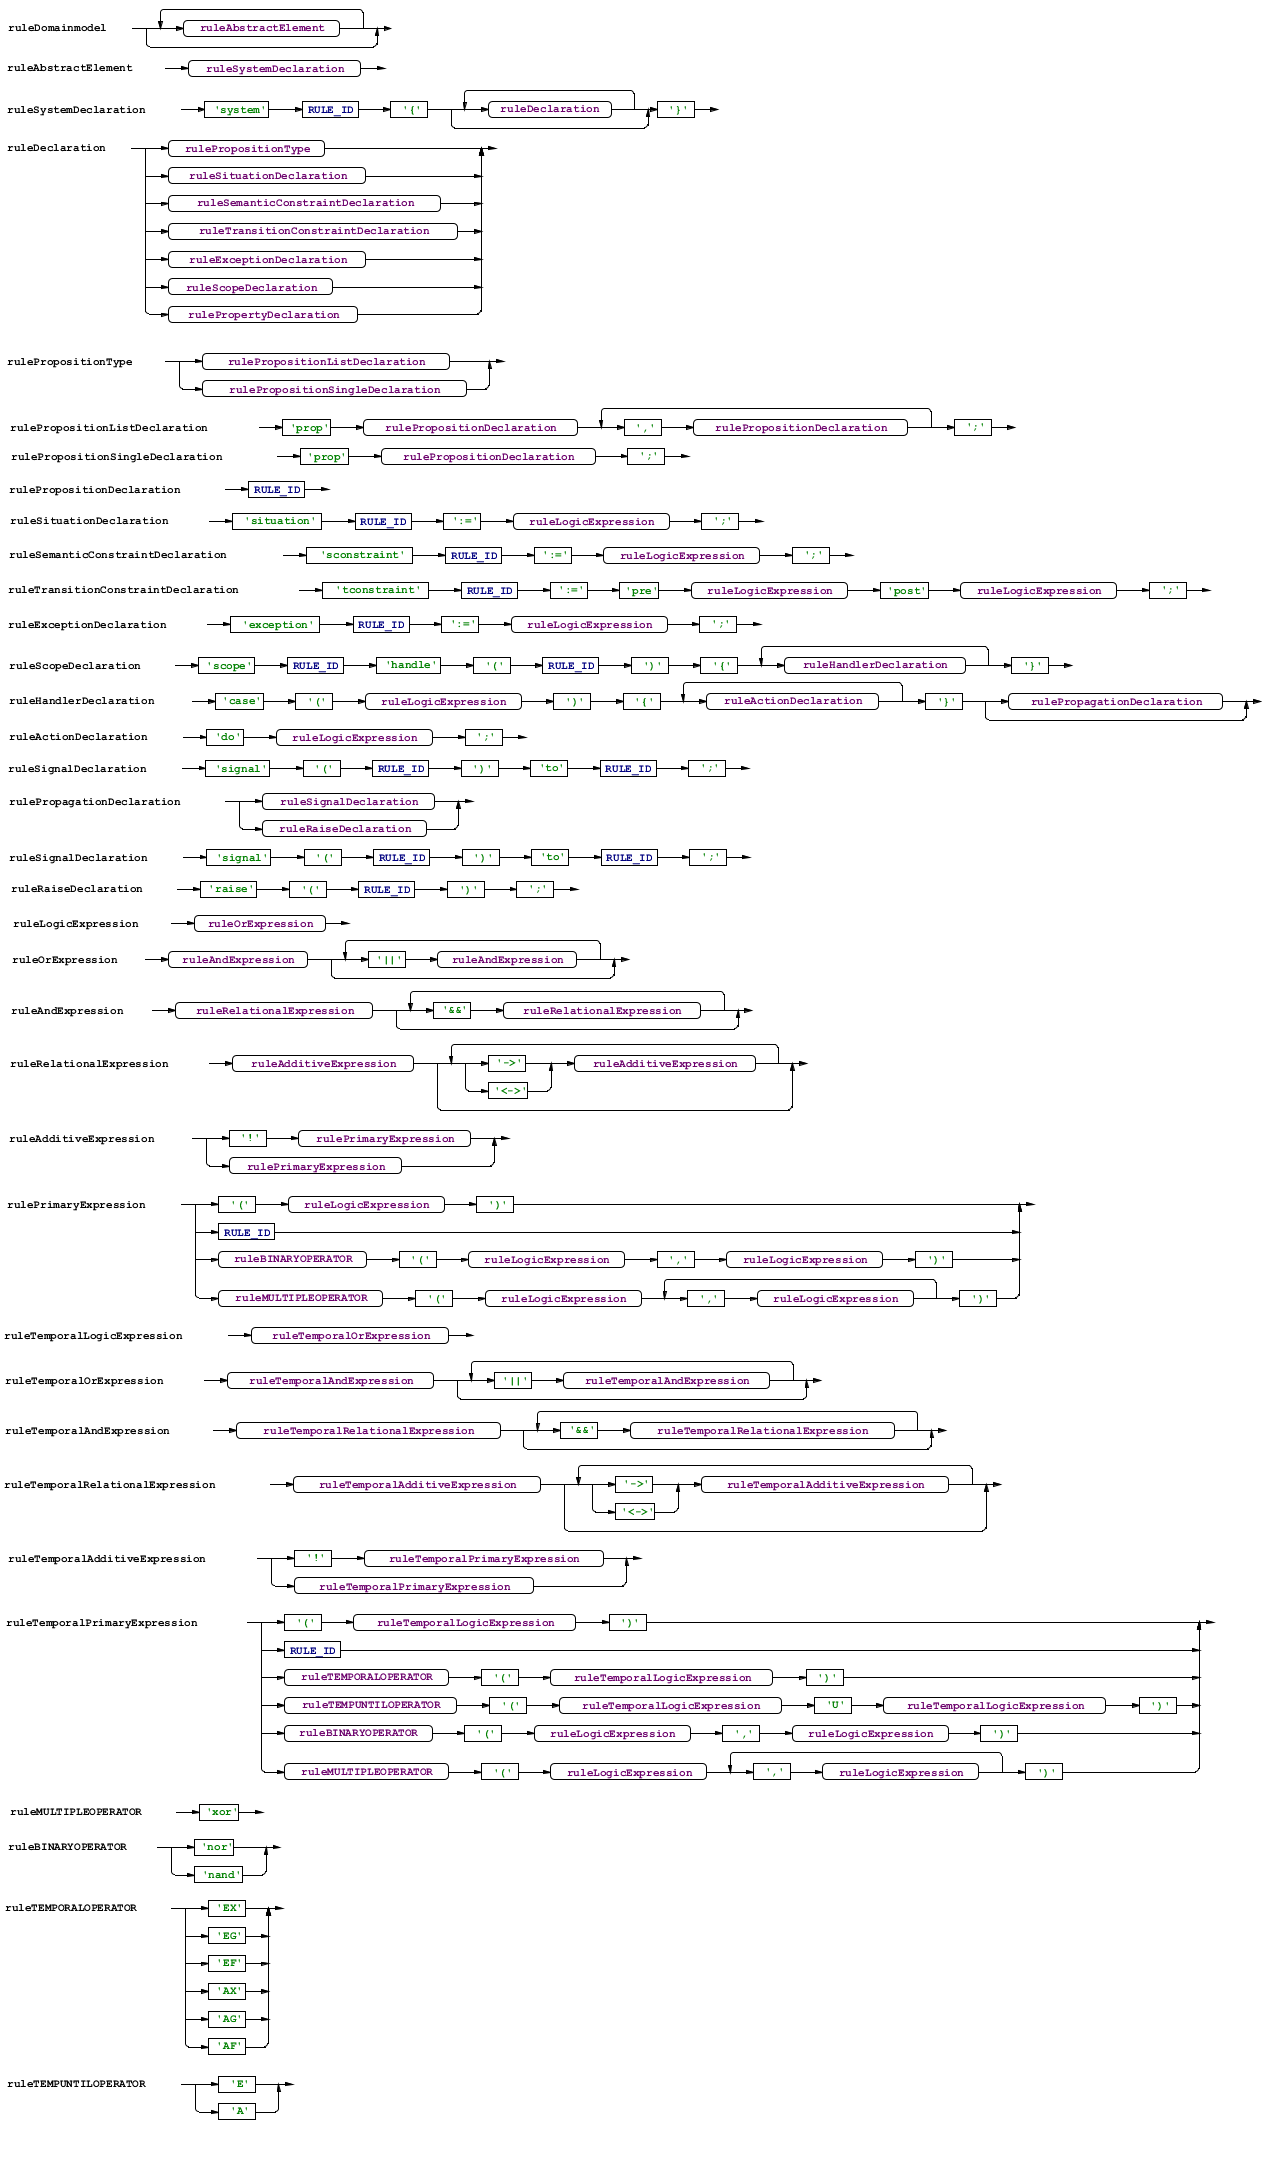 ruleDomainmodel ruleAbstractElement
ruleAbstractElement ruleSystemDeclaration
ruleSystemDeclaration 'system' RULE_ID '{' ruleDeclaration '}'
ruleDeclaration rulePropositionType
ruleSituationDeclaration
ruleSemanticConstraintDeclaration
ruleTransitionConstraintDeclaration
ruleExceptionDeclaration
ruleScopeDeclaration
rulePropertyDeclaration
rulePropositionType rulePropositionListDeclaration
rulePropositionSingleDeclaration
rulePropositionListDeclaration 'prop' rulePropositionDeclaration ',' rulePropositionDeclaration ';'
rulePropositionSingleDeclaration 'prop' rulePropositionDeclaration ';'
rulePropositionDeclaration RULE_ID
ruleSituationDeclaration 'situation' RULE_ID ':=' ruleLogicExpression ';'
ruleSemanticConstraintDeclaration 'sconstraint' RULE_ID ':=' ruleLogicExpression ';'
ruleTransitionConstraintDeclaration 'tconstraint' RULE_ID ':=' 'pre' ruleLogicExpression 'post' ruleLogicExpression ';'
ruleExceptionDeclaration 'exception' RULE_ID ':=' ruleLogicExpression ';'
ruleScopeDeclaration 'scope' RULE_ID 'handle' '(' RULE_ID ')' '{' ruleHandlerDeclaration '}'
ruleHandlerDeclaration 'case' '(' ruleLogicExpression ')' '{' ruleActionDeclaration '}' rulePropagationDeclaration
ruleActionDeclaration 'do' ruleLogicExpression ';'
ruleSignalDeclaration 'signal' '(' RULE_ID ')' 'to' RULE_ID ';'
rulePropagationDeclaration ruleSignalDeclaration
ruleRaiseDeclaration
ruleSignalDeclaration 'signal' '(' RULE_ID ')' 'to' RULE_ID ';'
ruleRaiseDeclaration 'raise' '(' RULE_ID ')' ';'
ruleLogicExpression ruleOrExpression
ruleOrExpression ruleAndExpression '||' ruleAndExpression
ruleAndExpression ruleRelationalExpression '&&' ruleRelationalExpression
ruleRelationalExpression ruleAdditiveExpression '->' ruleAdditiveExpression
'<->'
ruleAdditiveExpression '!' rulePrimaryExpression
rulePrimaryExpression
rulePrimaryExpression '(' ruleLogicExpression ')'
RULE_ID
ruleBINARYOPERATOR '(' ruleLogicExpression ',' ruleLogicExpression ')'
ruleMULTIPLEOPERATOR '(' ruleLogicExpression ',' ruleLogicExpression ')'
ruleTemporalLogicExpression ruleTemporalOrExpression
ruleTemporalOrExpression ruleTemporalAndExpression '||' ruleTemporalAndExpression
ruleTemporalAndExpression ruleTemporalRelationalExpression '&&' ruleTemporalRelationalExpression
ruleTemporalRelationalExpression ruleTemporalAdditiveExpression '->' ruleTemporalAdditiveExpression
'<->'
ruleTemporalAdditiveExpression '!' ruleTemporalPrimaryExpression
ruleTemporalPrimaryExpression
ruleTemporalPrimaryExpression '(' ruleTemporalLogicExpression ')'
RULE_ID
ruleTEMPORALOPERATOR '(' ruleTemporalLogicExpression ')'
ruleTEMPUNTILOPERATOR '(' ruleTemporalLogicExpression 'U' ruleTemporalLogicExpression ')'
ruleBINARYOPERATOR '(' ruleLogicExpression ',' ruleLogicExpression ')'
ruleMULTIPLEOPERATOR '(' ruleLogicExpression ',' ruleLogicExpression ')'
ruleMULTIPLEOPERATOR 'xor'
ruleBINARYOPERATOR 'nor'
'nand'
ruleTEMPORALOPERATOR 'EX'
'EG'
'EF'
'AX'
'AG'
'AF'
ruleTEMPUNTILOPERATOR 'E'
'A'